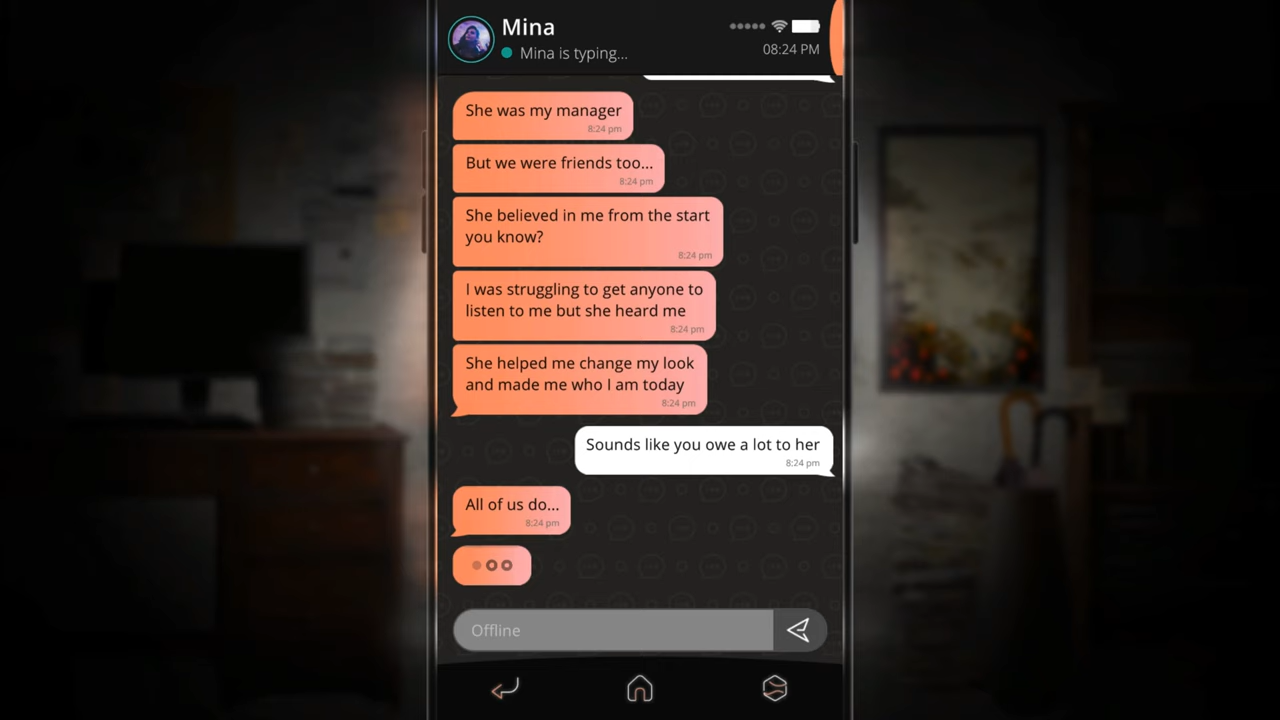 Mina
Mina is typing...
08:24 PM
She was my manager
8:24 pm
But we were friends too...
8:24 pm
She believed in me from the start
you know?
8:24 pm
I was struggling to get anyone to
listen to me but she heard me
8:24 pm
She helped me change my look
and made me who I am today
8:24 pm
Sounds like you owe a lot to her
8:24 pm
All of us do...
8:24 pm
Offline